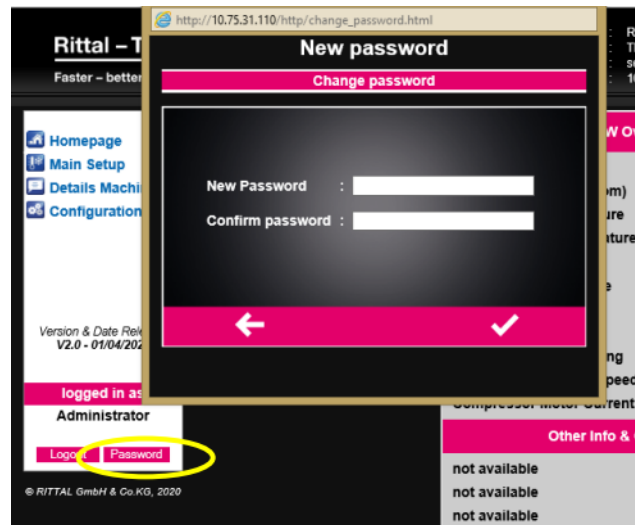 http://10.75.31.110/http/change_password.html
Rittal – T
Faster – better
New password
Change password
New Password :
Confirm password :
Homepage
Main Setup
Details Machi
Configuration
Version & Date Rele
V2.0 - 01/04/202
logged in as
Administrator
Logout Password
© RITTAL GmbH & Co.KG, 2020
: R
: T
: s
: 1
W Ov
om)
ure
ature
e
ng
peed
Compressor Motor Current
Other Info &
not available
not available
not available